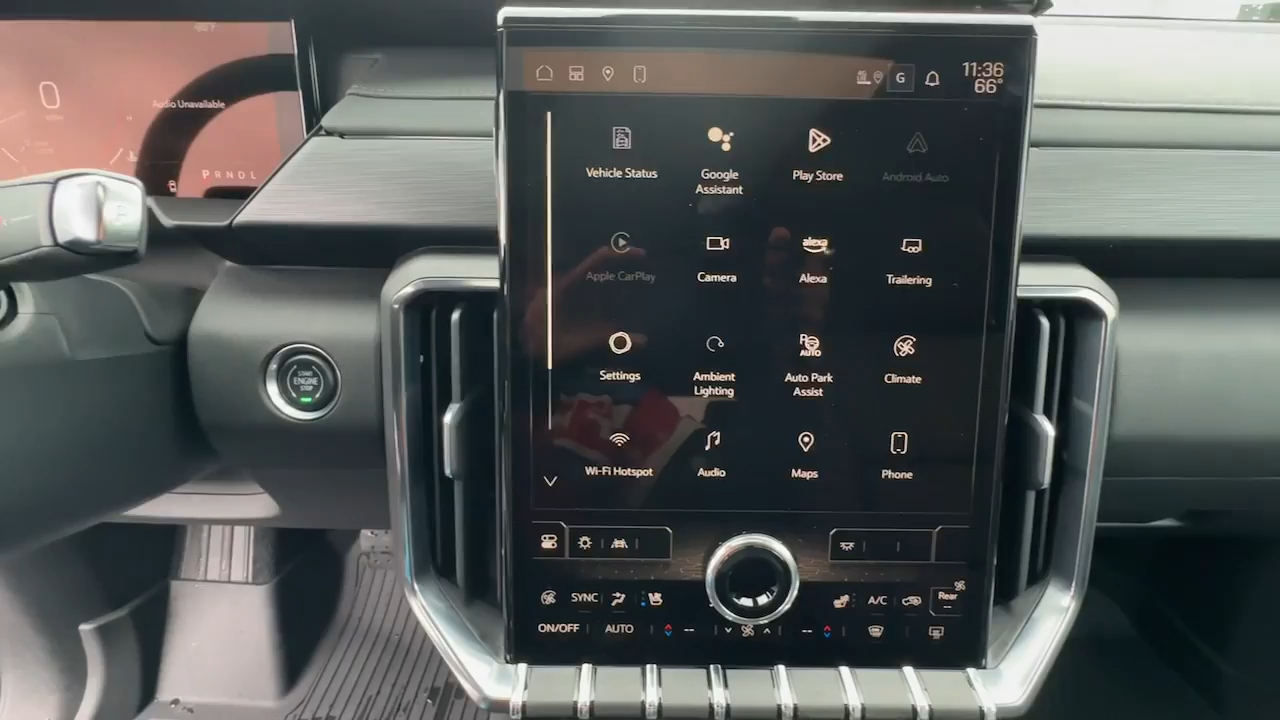 Audio Unavailable
PRNDL
START
ENGINE
STOP
G
11:36
66°
Vehicle Status
Google
Assistant
Play Store
Android Auto
Apple CarPlay
Camera
alexa
Alexa
Trailering
Settings
Ambient
Lighting
AUTO
Auto Park
Assist
Climate
Wi-Fi Hotspot
Audio
Maps
Phone
SYNC
A/C
Rear
--
ON/OFF
AUTO
--
--